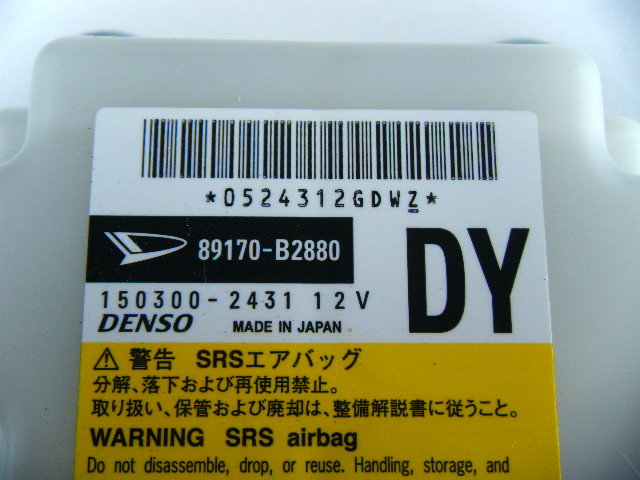 *0524312GDWZ*
89170-B2880
DY
150300-2431 12V
DENSO MADE IN JAPAN
⚠ 警告 SRSエアバッグ
分解、落下および再使用禁止。
取り扱い、保管および廃却は、整備解説書に従うこと。
WARNING SRS airbag
Do not disassemble, drop, or reuse. Handling, storage, and